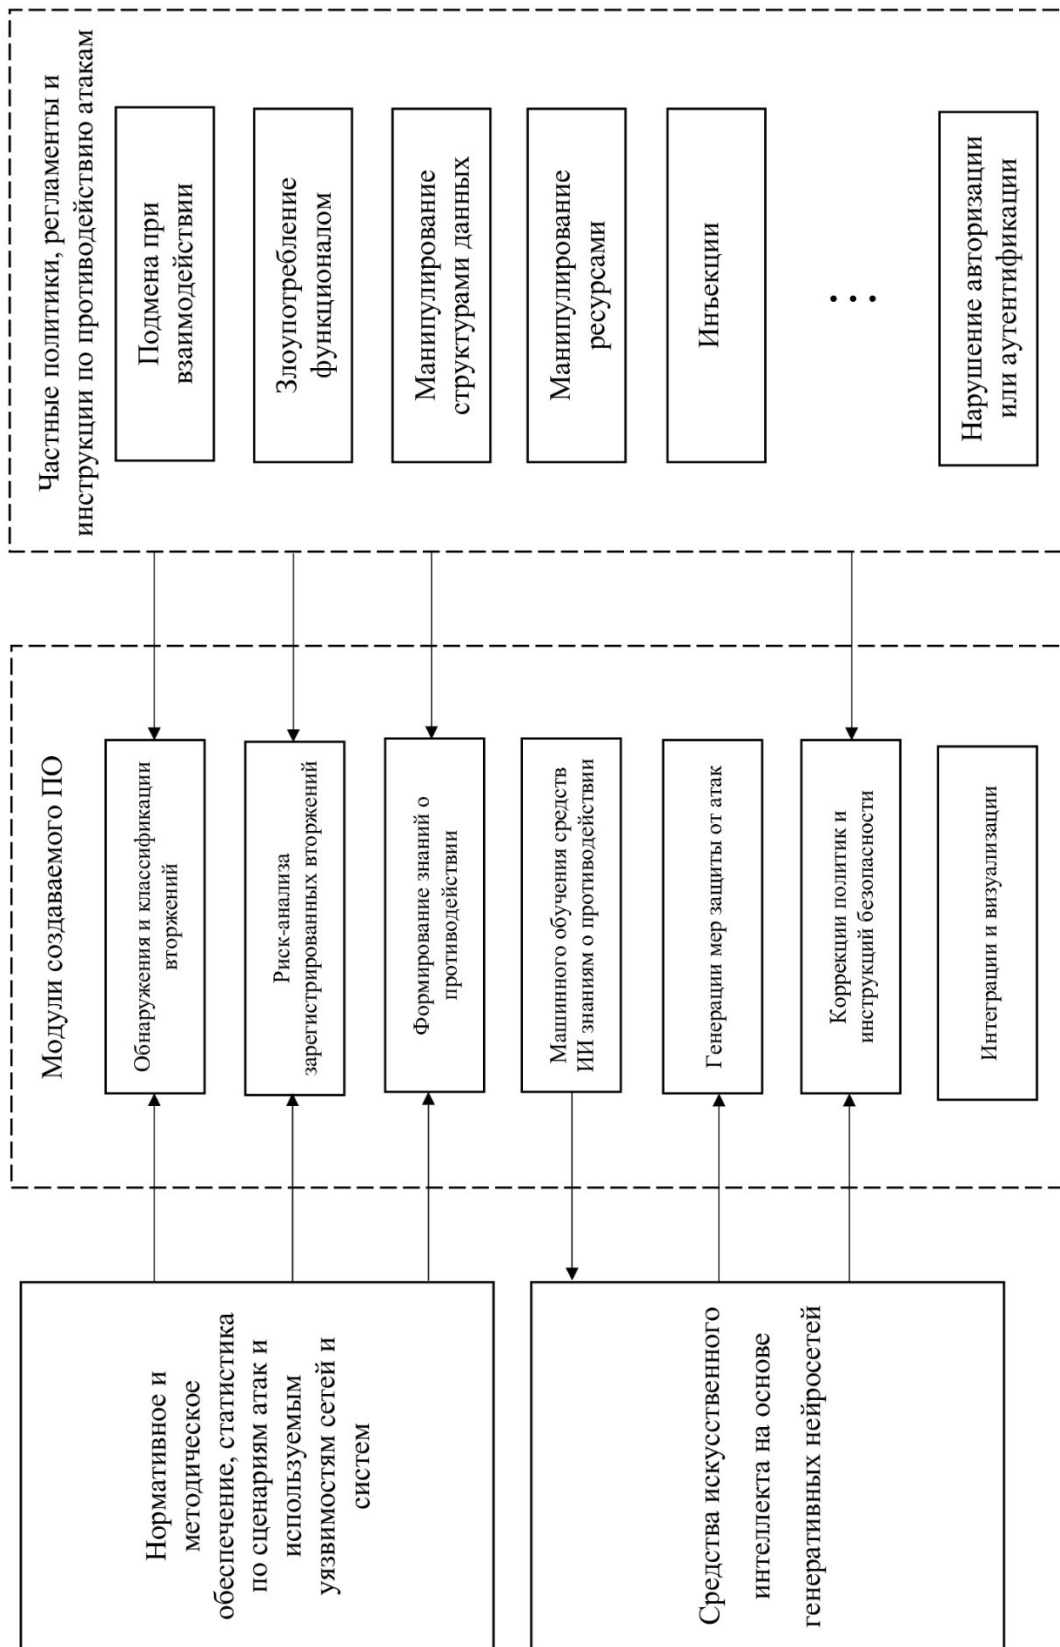 Частные политики, регламенты и
инструкции по противодействию атакам
Подмена при
взаимодействии
Злоупотребление
функционалом
Манипулирование
структурами данных
Манипулирование
ресурсами
Инъекции
...
Нарушение авторизации
или аутентификации
Модули создаваемого ПО
Обнаружения и классификации
вторжений
Риск-анализа
зарегистрированных вторжений
Формирование знаний о
противодействии
Машинного обучения средств
ИИ знаниям о противодействии
Генерации мер защиты от атак
Коррекции политик и
инструкций безопасности
Интеграции и визуализации
Нормативное и
методическое
обеспечение, статистика
по сценариям атак и
используемым
уязвимостям сетей и
систем
Средства искусственного
интеллекта на основе
генеративных нейросетей